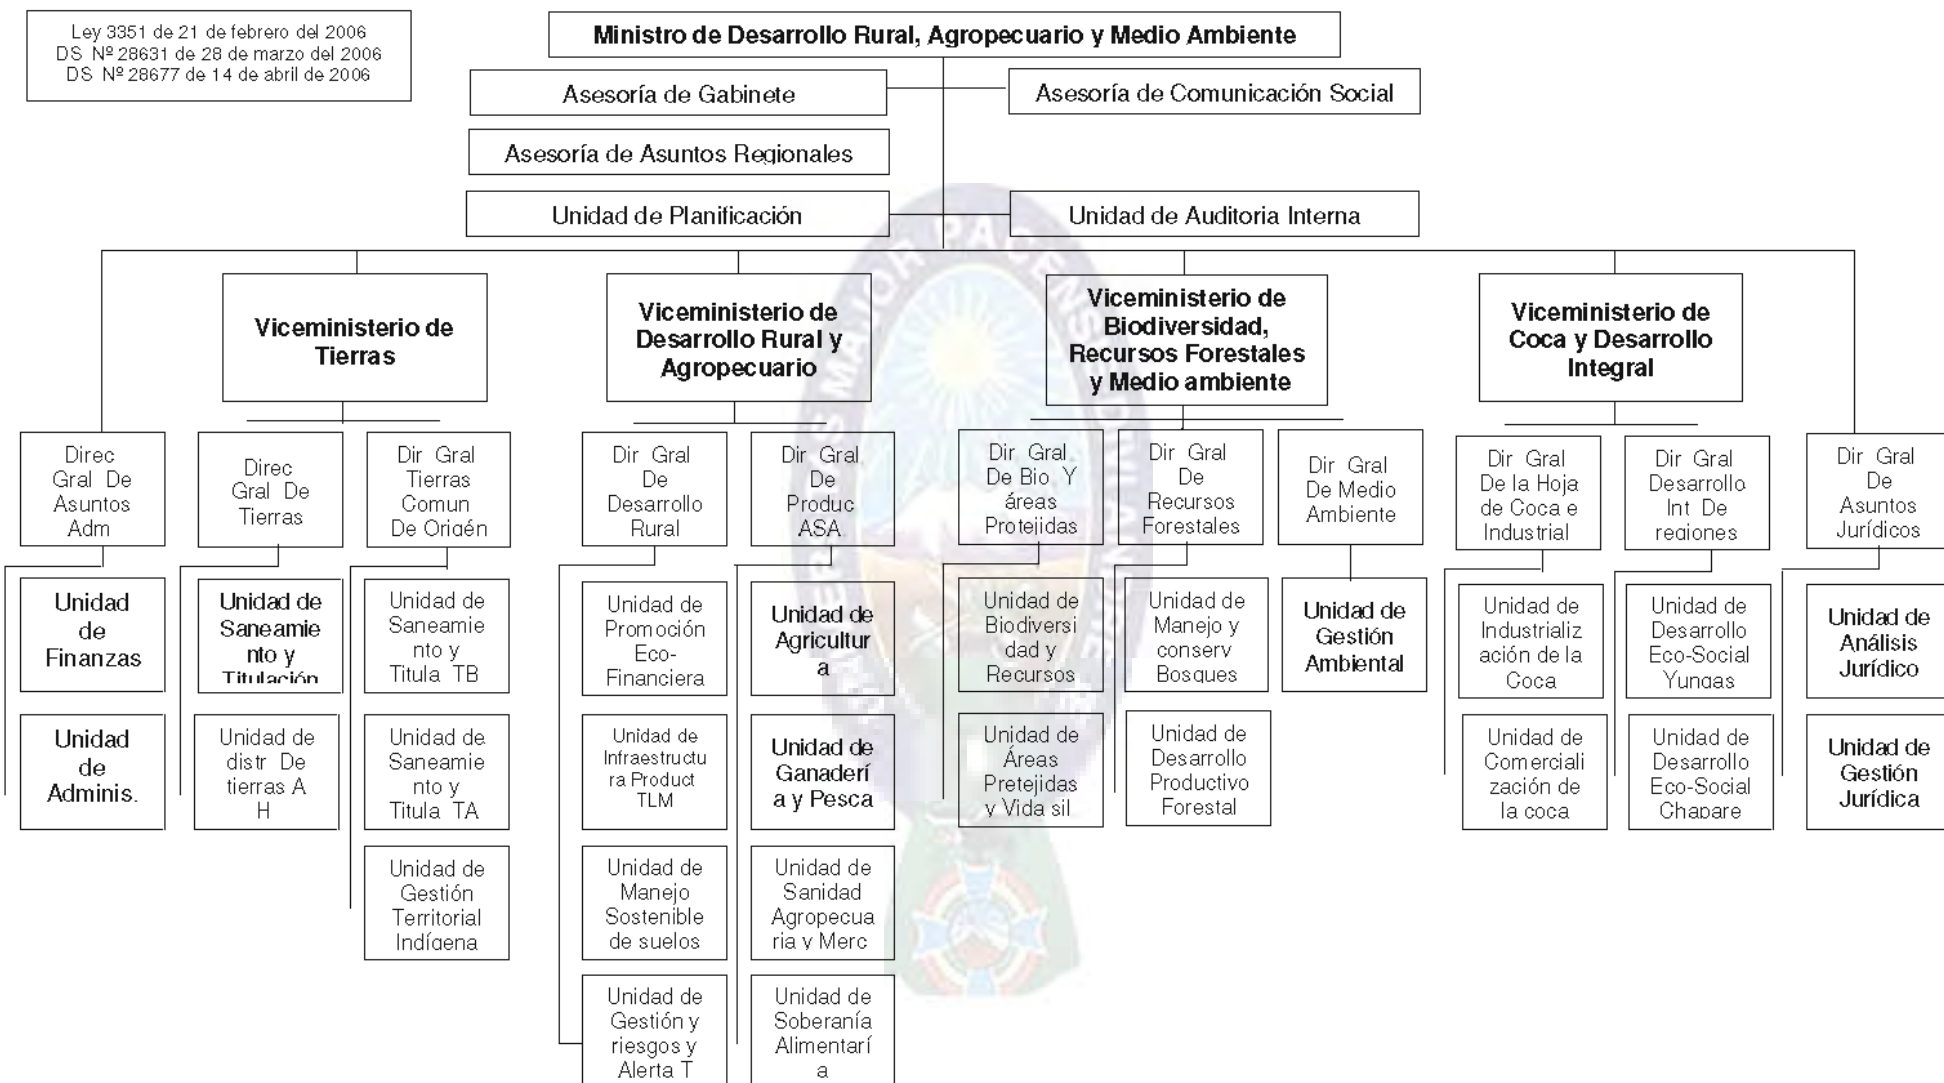 Ley 3351 de 21 de febrero del 2006
DS Nº 28631 de 28 de marzo del 2006
DS Nº 28677 de 14 de abril de 2006
Ministro de Desarrollo Rural, Agropecuario y Medio Ambiente
Asesoría de Gabinete
Asesoría de Comunicación Social
Asesoría de Asuntos Regionales
Unidad de Planificación
Unidad de Auditoria Interna
Viceministerio de
Tierras
Viceministerio de
Desarrollo Rural y
Agropecuario
Viceministerio de
Biodiversidad,
Recursos Forestales
y Medio ambiente
Viceministerio de
Coca y Desarrollo
Integral
Direc
Gral De
Asuntos
Adm
Direc
Gral De
Tierras
Dir Gral
Tierras
Comun
De Origén
Dir Gral
De
Desarrollo
Rural
Dir Gral
De
Produc
ASA
Dir Gral
De Bio Y
áreas
Protejidas
Dir Gral
De
Recursos
Forestales
Dir Gral
De Medio
Ambiente
Dir Gral
De la Hoja
de Coca e
Industrial
Dir Gral
Desarrollo
Int De
regiones
Dir Gral
De
Asuntos
Jurídicos
Unidad
de
Finanzas
Unidad de
Saneamie
nto y
Titulación
Unidad de
Saneamie
nto y
Titula TB
Unidad de
Promoción
Eco-
Financiera
Unidad de
Agricultur
a
Unidad de
Biodiversi
dad y
Recursos
Unidad de
Manejo y
conserv
Bosques
Unidad de
Gestión
Ambiental
Unidad de
Industrializ
ación de la
Coca
Unidad de
Desarrollo
Eco-Social
Yungas
Unidad de
Análisis
Jurídico
Unidad
de
Adminis.
Unidad de
distr De
tierras A
H
Unidad de
Saneamie
nto y
Titula TA
Unidad de
Infraestructu
ra Product
TLM
Unidad de
Ganaderí
a y Pesca
Unidad de
Áreas
Pretejidas
y Vida sil
Unidad de
Desarrollo
Productivo
Forestal
Unidad de
Comerciali
zación de
la coca
Unidad de
Desarrollo
Eco-Social
Chapare
Unidad de
Gestión
Jurídica
Unidad de
Gestión
Territorial
Indígena
Unidad de
Manejo
Sostenible
de suelos
Unidad de
Sanidad
Agropecua
ria y Merc
Unidad de
Gestión y
riesgos y
Alerta T
Unidad de
Soberanía
Alimentarí
a